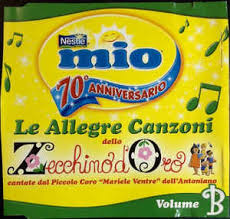 Nestlé
mio
70° ANNIVERSARIO
Le Allegre Canzoni
dello
Zecchino d'Oro
cantate dal Piccolo Coro "Mariele Ventre" dell'Antoniano
Volume B